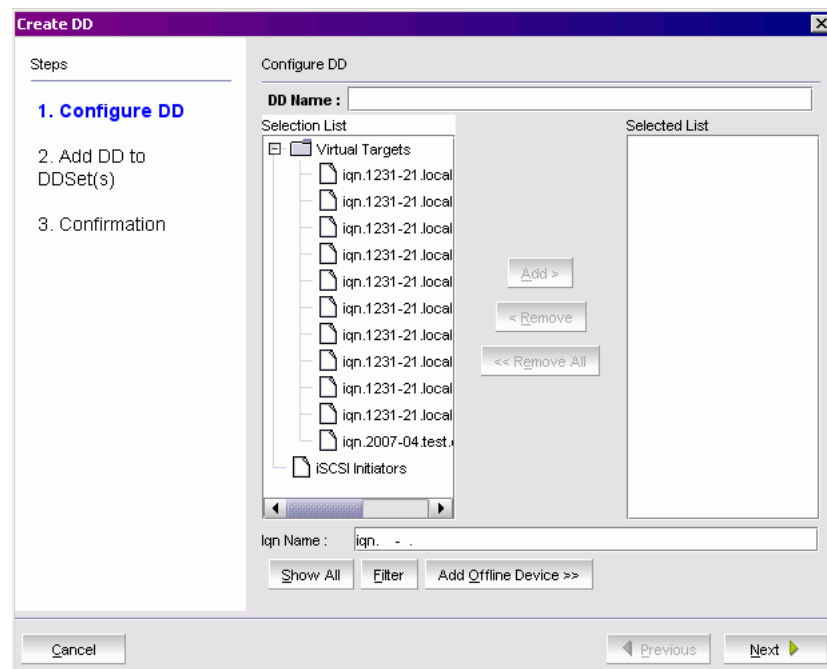 Create DD
Steps
1. Configure DD
2. Add DD to
DDSet(s)
3. Confirmation
Configure DD
DD Name :
Selection List
Virtual Targets
iqn.1231-21.local
iqn.1231-21.local
iqn.1231-21.local
iqn.1231-21.local
iqn.1231-21.local
iqn.1231-21.local
iqn.1231-21.local
iqn.1231-21.local
iqn.1231-21.local
iqn.1231-21.local
iqn.2007-04.test.
iSCSI Initiators
Add >
< Remove
<< Remove All
Selected List
Iqn Name :
iqn. - .
Show All
Filter
Add Offline Device >>
Cancel
Previous
Next